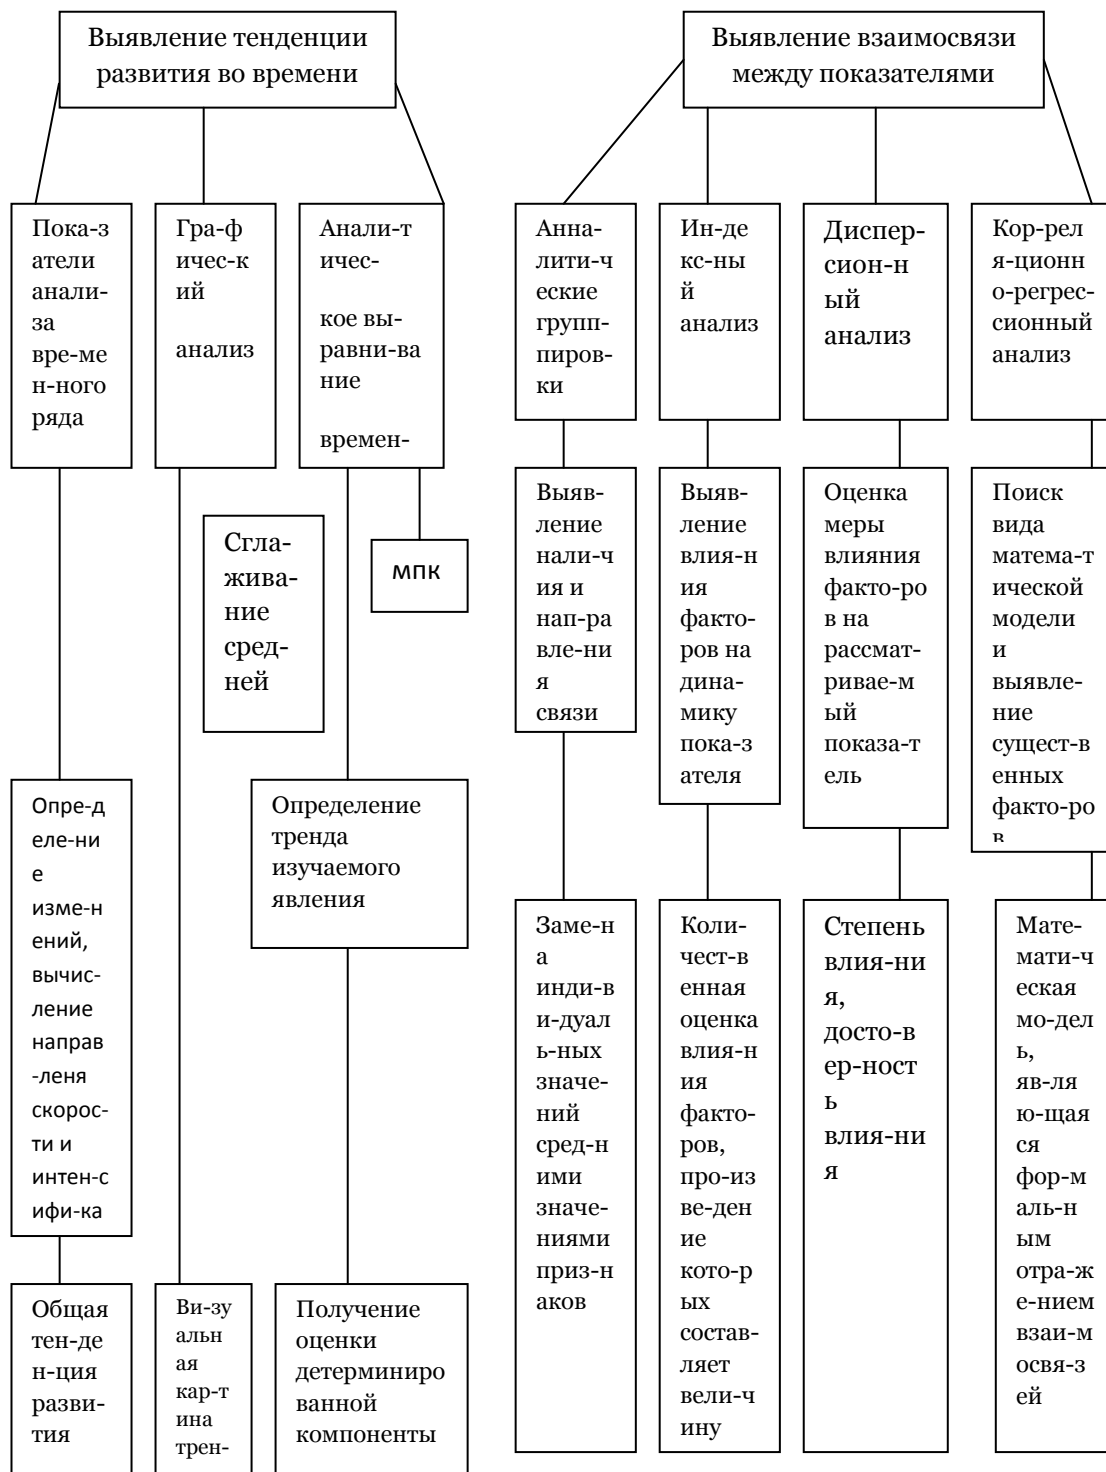 Выявление тенденции
развития во времени
Выявление взаимосвязи
между показателями
Пока-з
атели
анали-
за
вре-ме
н-ного
ряда
Гра-ф
ичес-к
ий
анализ
Анали-т
ичес-
кое вы-
равни-ва
ние
времен-
Анна-
лити-ч
еские
групп-
пиров-
ки
Ин-де
кс-ны
й
анализ
Диспер-
сион-н
ый
анализ
Кор-рел
я-ционн
о-регрес-
сионный
анализ
Сгла-
жива-
ние
сред-
ней
МПК
Выяв-
ление
нали-ч
ия и
нап-ра
вле-ни
я
связи
Выяв-
ление
влия-н
ия
факто-
ров на
дина-
мику
пока-з
ателя
Оценка
меры
влияния
факто-ро
в на
рассмат-
ривае-м
ый
показа-т
ель
Поиск
вида
матема-т
ической
модели
и
выявле-
ние
сущест-в
енных
факто-ро
в
Опре-д
еле-ни
е
изме-н
ений,
вычис-
ление
направ
-леня
скорос-
ти и
интен-с
ифи-ка
Определение
тренда
изучаемого
явления
Заме-н
а
инди-в
и-дуал
ь-ных
значе-
ний
сред-н
ими
значе-
ниями
приз-н
аков
Коли-
чест-в
енная
оценка
влия-н
ия
факто-
ров,
про-из
ве-ден
ие
кото-р
ых
состав-
ляет
вели-ч
ину
Степень
влия-ни
я,
досто-в
ер-ност
ь
влия-ни
я
Мате-
мати-ч
еская
мо-дел
ь,
яв-ля
ю-щая
ся
фор-м
аль-н
ым
отра-ж
е-нием
взаи-м
освя-з
ей
Общая
тен-де
н-ция
разви-
тия
Ви-зу
альн
ая
кар-т
ина
трен-
Получение
оценки
детерминиро
ванной
компоненты